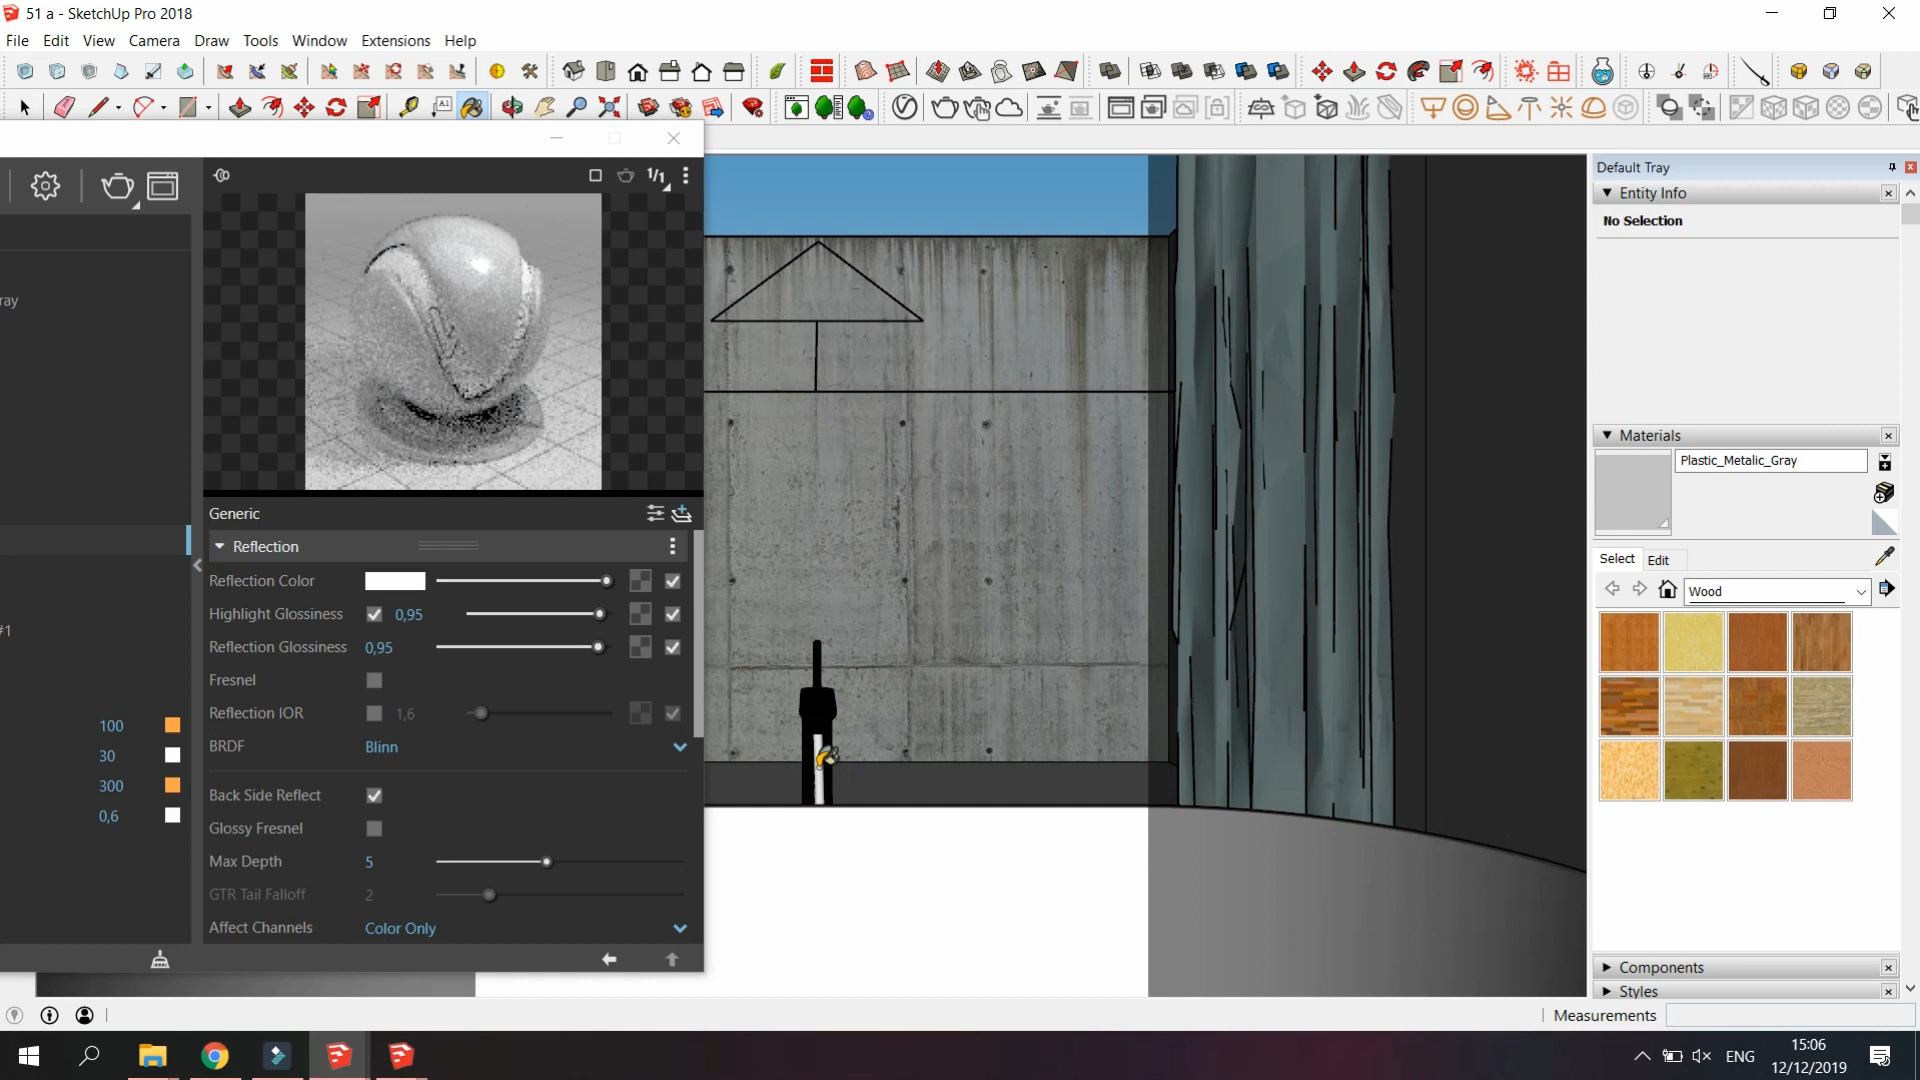 51 a - SketchUp Pro 2018
File Edit View Camera Draw Tools Window Extensions Help
A1
1/1
Default Tray
Entity Info
No Selection
ray
Materials
Plastic_Metalic_Gray
Generic
Reflection
Select Edit
Reflection Color
Wood
Highlight Glossiness 0,95
#1
Reflection Glossiness 0,95
Fresnel
Reflection IOR 1,6
100
BRDF Blinn
30
300
Back Side Reflect
0,6
Glossy Fresnel
Max Depth 5
GTR Tail Falloff 2
Affect Channels Color Only
Components
Styles
Measurements
ENG
15:06
12/12/2019